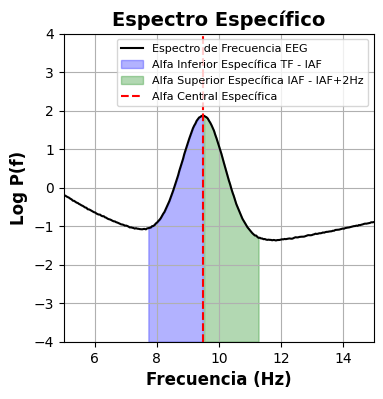 Espectro Específico
Espectro de Frecuencia EEG
Alfa Inferior Específica TF - IAF
Alfa Superior Específica IAF - IAF+2Hz
Alfa Central Específica
Log P(f)
4
3
2
1
0
−1
−2
−3
−4
6 8 10 12 14
Frecuencia (Hz)